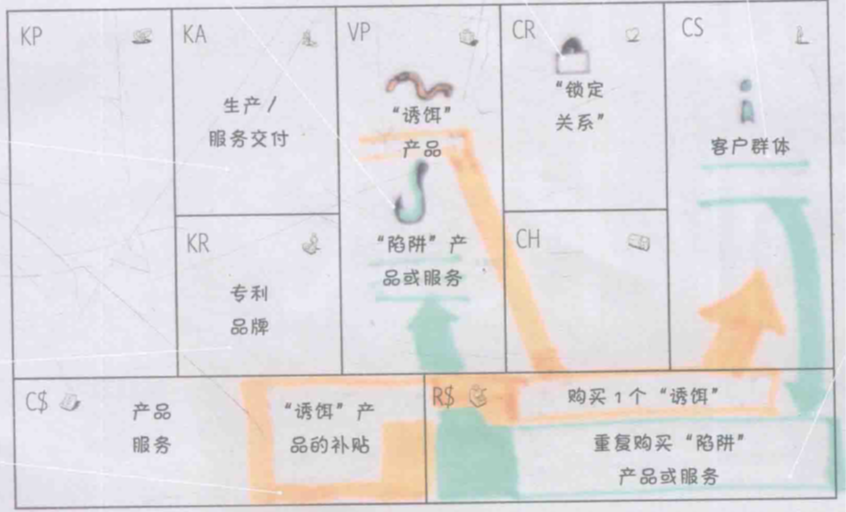 KP
KA
生产/
服务交付
VP
“诱饵”
产品
“陷阱”产
品或服务
CR
“锁定
关系”
CS
客户群体
KR
专利
品牌
CH
C$
产品
服务
“诱饵”产
品的补贴
R$
购买1个“诱饵”
重复购买“陷阱”
产品或服务